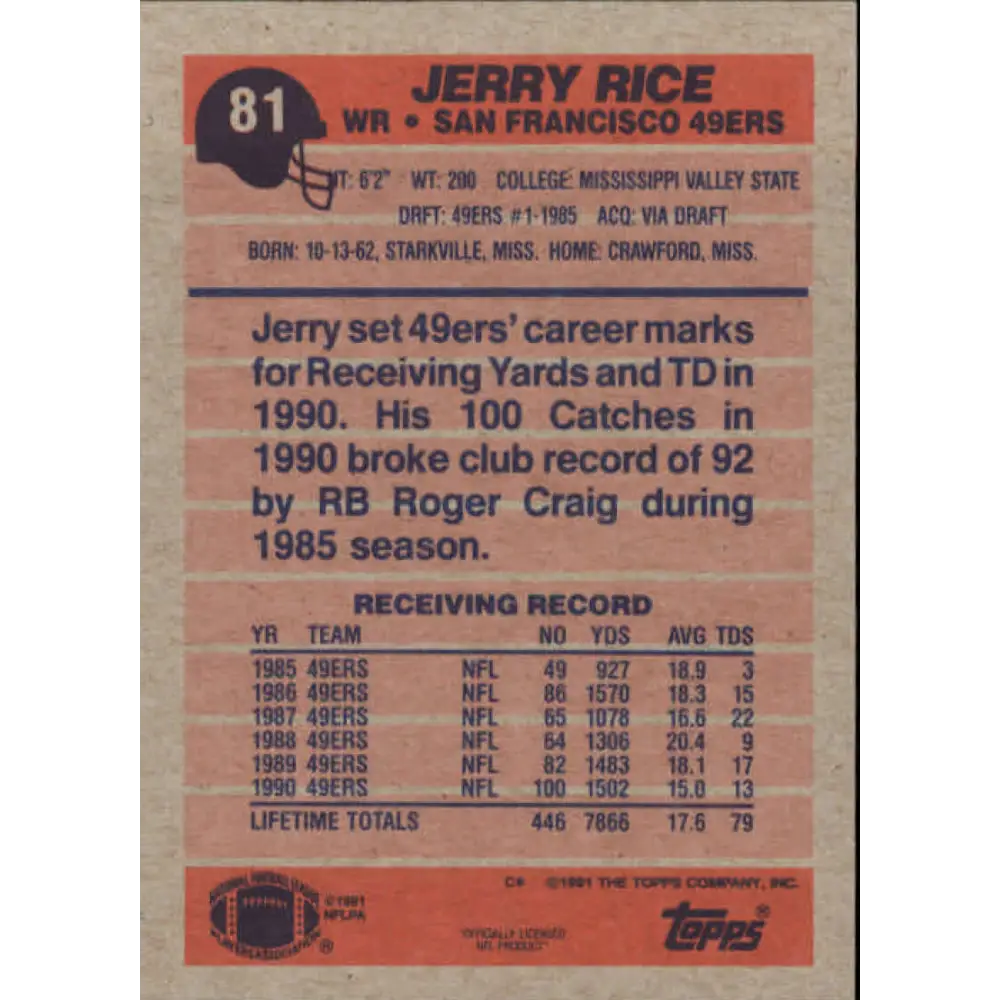 81
JERRY RICE
WR • SAN FRANCISCO 49ERS
HT: 6'2" WT: 200 COLLEGE: MISSISSIPPI VALLEY STATE
DRFT: 49ERS #1-1985 ACQ: VIA DRAFT
BORN: 10-13-62, STARKVILLE, MISS. HOME: CRAWFORD, MISS.
Jerry set 49ers' career marks
for Receiving Yards and TD in
1990. His 100 Catches in
1990 broke club record of 92
by RB Roger Craig during
1985 season.
RECEIVING RECORD
YR TEAM NO YDS AVG TDS
1985 49ERS NFL 49 927 18.9 3
1986 49ERS NFL 86 1570 18.3 15
1987 49ERS NFL 65 1078 16.6 22
1988 49ERS NFL 64 1306 20.4 9
1989 49ERS NFL 82 1483 18.1 17
1990 49ERS NFL 100 1502 15.0 13
LIFETIME TOTALS 446 7866 17.6 79
C* ©1991 THE TOPPS COMPANY, INC.
NATIONAL FOOTBALL LEAGUE
PLAYERS ASSOCIATION ®
©1991
NFLPA
"OFFICIALLY LICENSED
NFL PRODUCT"
topps®